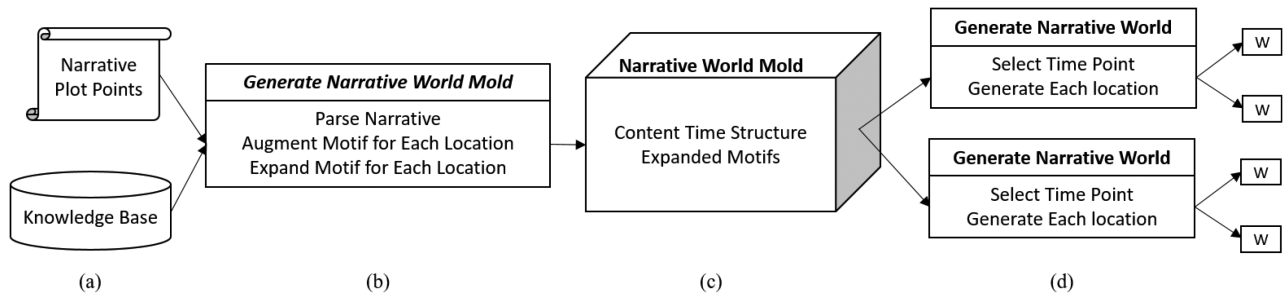 Narrative
Plot Points
Knowledge Base
(a)
Generate Narrative World Mold
Parse Narrative
Augment Motif for Each Location
Expand Motif for Each Location
(b)
Narrative World Mold
Content Time Structure
Expanded Motifs
(c)
Generate Narrative World
Select Time Point
Generate Each location
W
W
Generate Narrative World
Select Time Point
Generate Each location
W
W
(d)